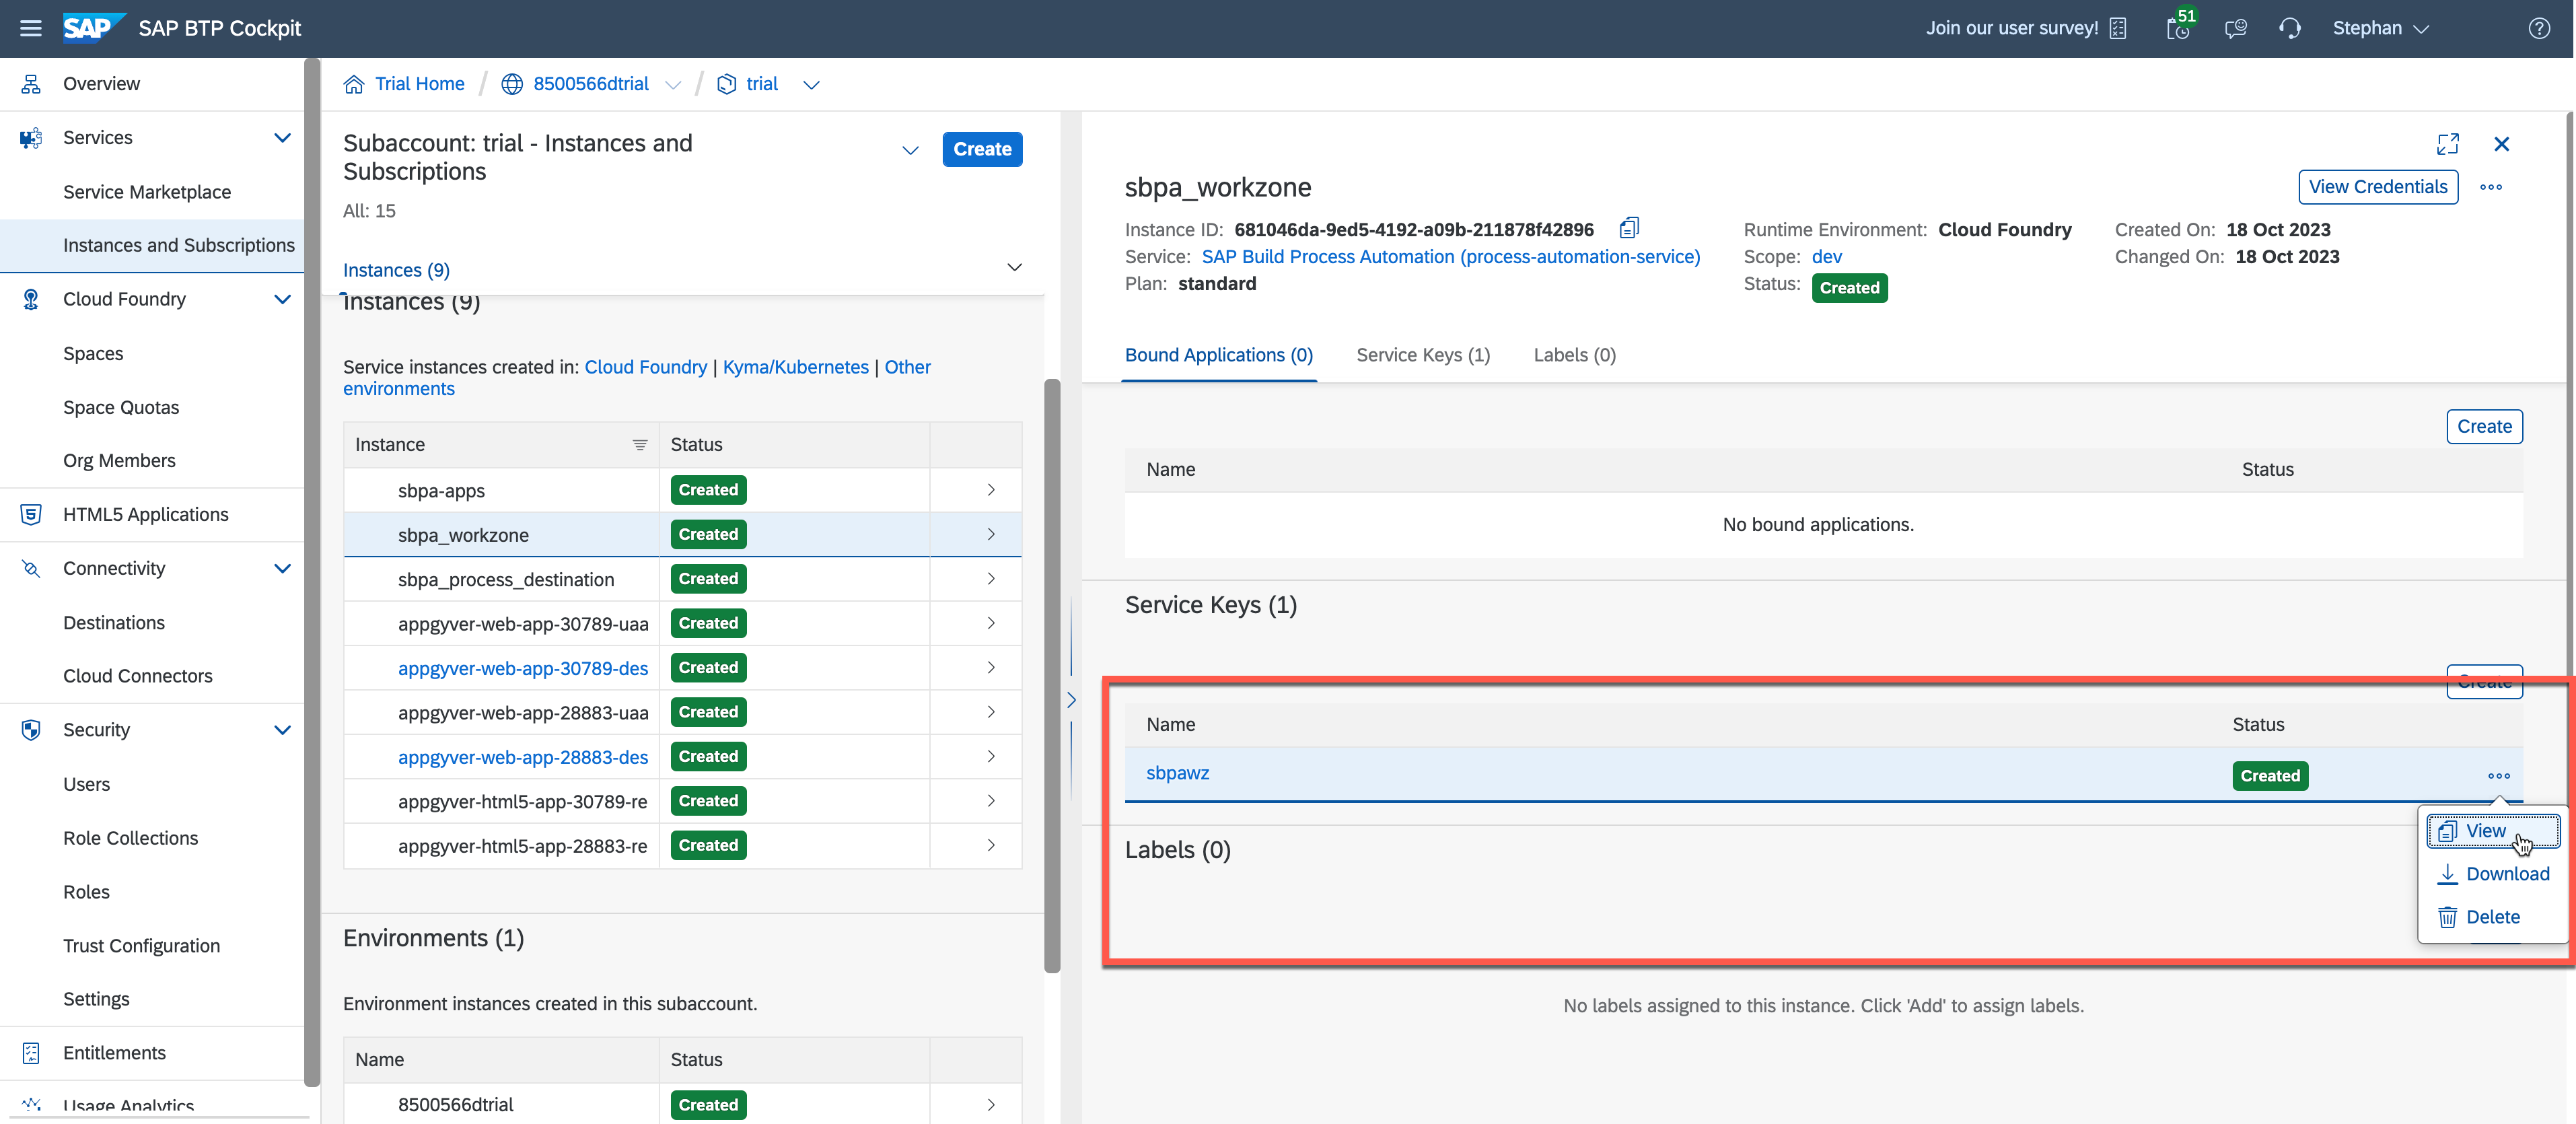 SAP SAP BTP Cockpit
Join our user survey!
51
Stephan
Overview
Services
Service Marketplace
Instances and Subscriptions
Cloud Foundry
Spaces
Space Quotas
Org Members
HTML5 Applications
Connectivity
Destinations
Cloud Connectors
Security
Users
Role Collections
Roles
Trust Configuration
Settings
Entitlements
Usage Analytics
Trial Home / 8500566dtrial / trial
Subaccount: trial - Instances and
Subscriptions
Create
All: 15
Instances (9)
Instances (9)
Service instances created in: Cloud Foundry | Kyma/Kubernetes | Other
environments
Instance Status
sbpa-apps Created
sbpa_workzone Created
sbpa_process_destination Created
appgyver-web-app-30789-uaa Created
appgyver-web-app-30789-des Created
appgyver-web-app-28883-uaa Created
appgyver-web-app-28883-des Created
appgyver-html5-app-30789-re Created
appgyver-html5-app-28883-re Created
Environments (1)
Environment instances created in this subaccount.
Name Status
8500566dtrial Created
sbpa_workzone
View Credentials
Instance ID: 681046da-9ed5-4192-a09b-211878f42896
Service: SAP Build Process Automation (process-automation-service)
Plan: standard
Runtime Environment: Cloud Foundry
Scope: dev
Status: Created
Created On: 18 Oct 2023
Changed On: 18 Oct 2023
Bound Applications (0) Service Keys (1) Labels (0)
Create
Name Status
No bound applications.
Service Keys (1)
Create
Name Status
sbpawz Created
View
Download
Delete
Labels (0)
No labels assigned to this instance. Click 'Add' to assign labels.